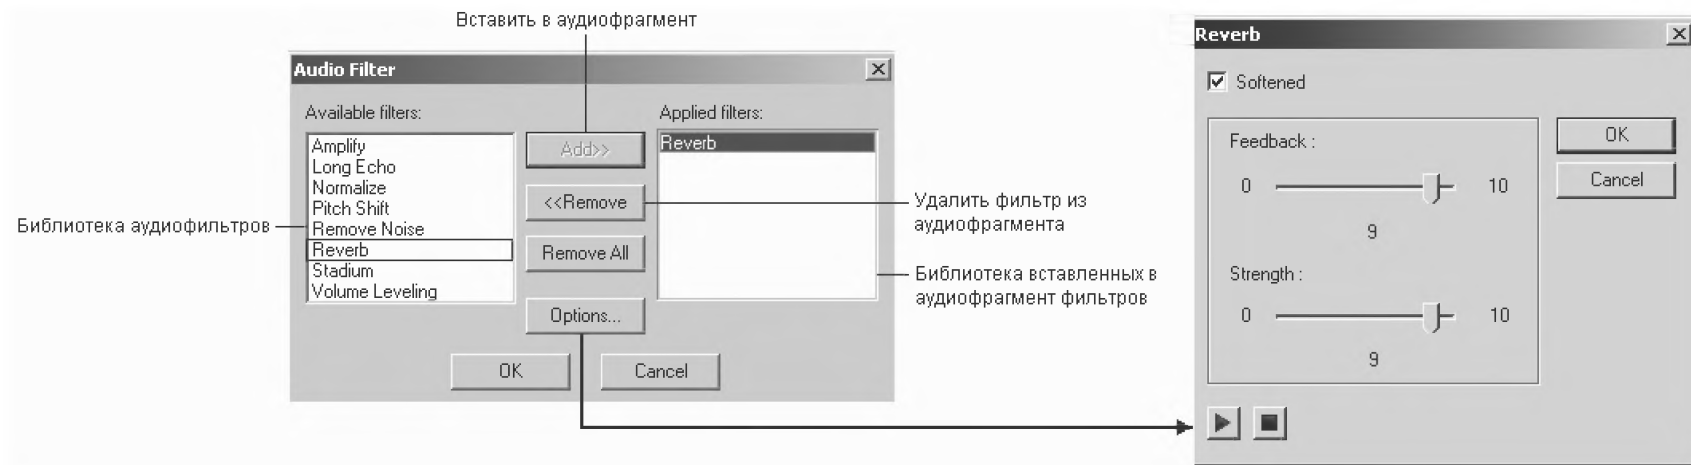 Вставить в аудиофрагмент
Audio Filter
Available filters:
Amplify
Long Echo
Normalize
Pitch Shift
Remove Noise
Reverb
Stadium
Volume Leveling
Add>>
<<Remove
Remove All
Options...
Applied filters:
Reverb
OK
Cancel
Библиотека аудиофильтров
Удалить фильтр из
аудиофрагмента
Библиотека вставленных в
аудиофрагмент фильтров
Reverb
Softened
Feedback :
0 10
9
Strength :
0 10
9
OK
Cancel